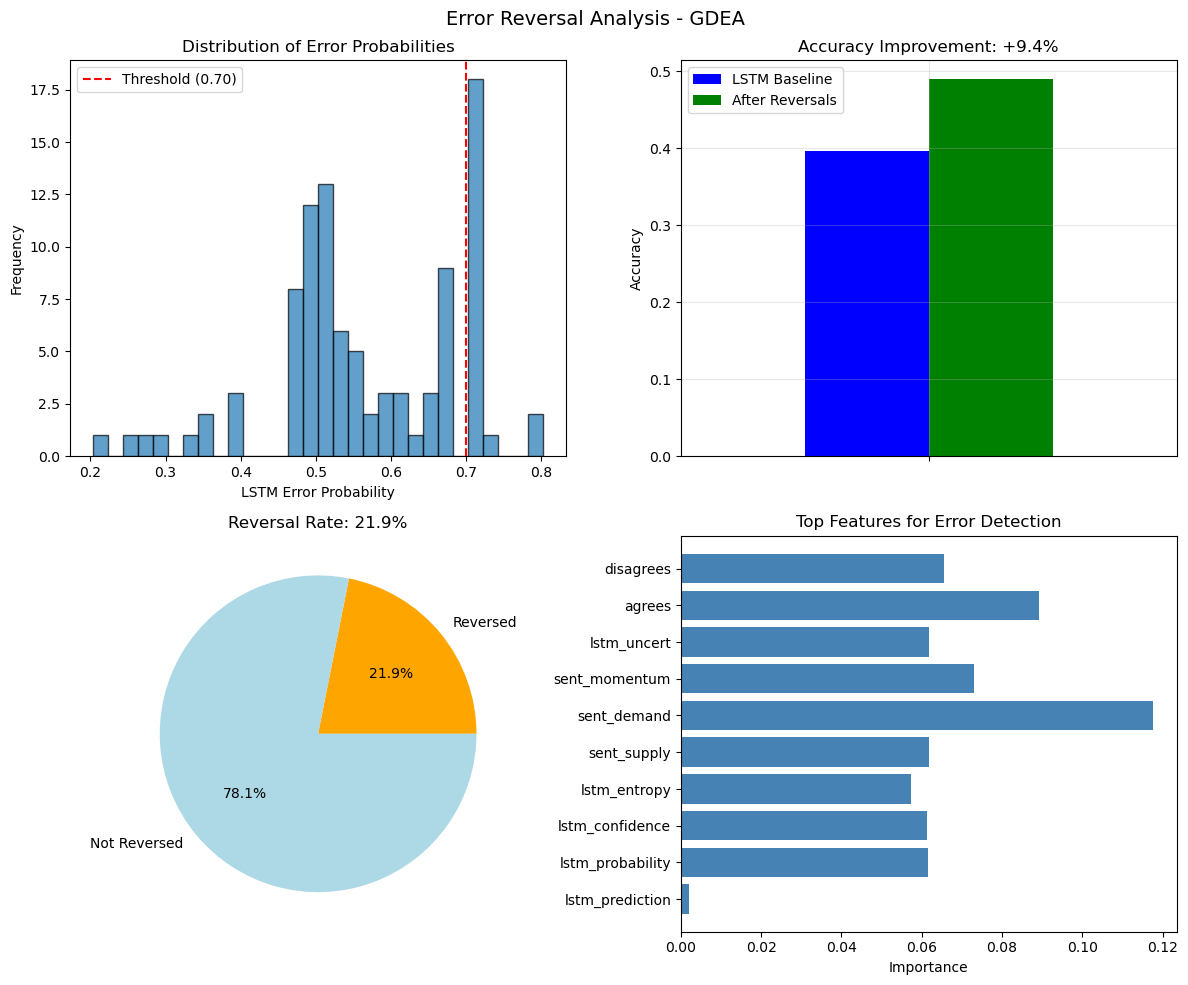 Error Reversal Analysis - GDEA
Distribution of Error Probabilities
Threshold (0.70)
Frequency
17.5
15.0
12.5
10.0
7.5
5.0
2.5
0.0
0.2 0.3 0.4 0.5 0.6 0.7 0.8
LSTM Error Probability
Accuracy Improvement: +9.4%
LSTM Baseline
After Reversals
Accuracy
0.5
0.4
0.3
0.2
0.1
0.0
Reversal Rate: 21.9%
Reversed
21.9%
78.1%
Not Reversed
Top Features for Error Detection
disagrees
agrees
lstm_uncert
sent_momentum
sent_demand
sent_supply
lstm_entropy
lstm_confidence
lstm_probability
lstm_prediction
0.00 0.02 0.04 0.06 0.08 0.10 0.12
Importance